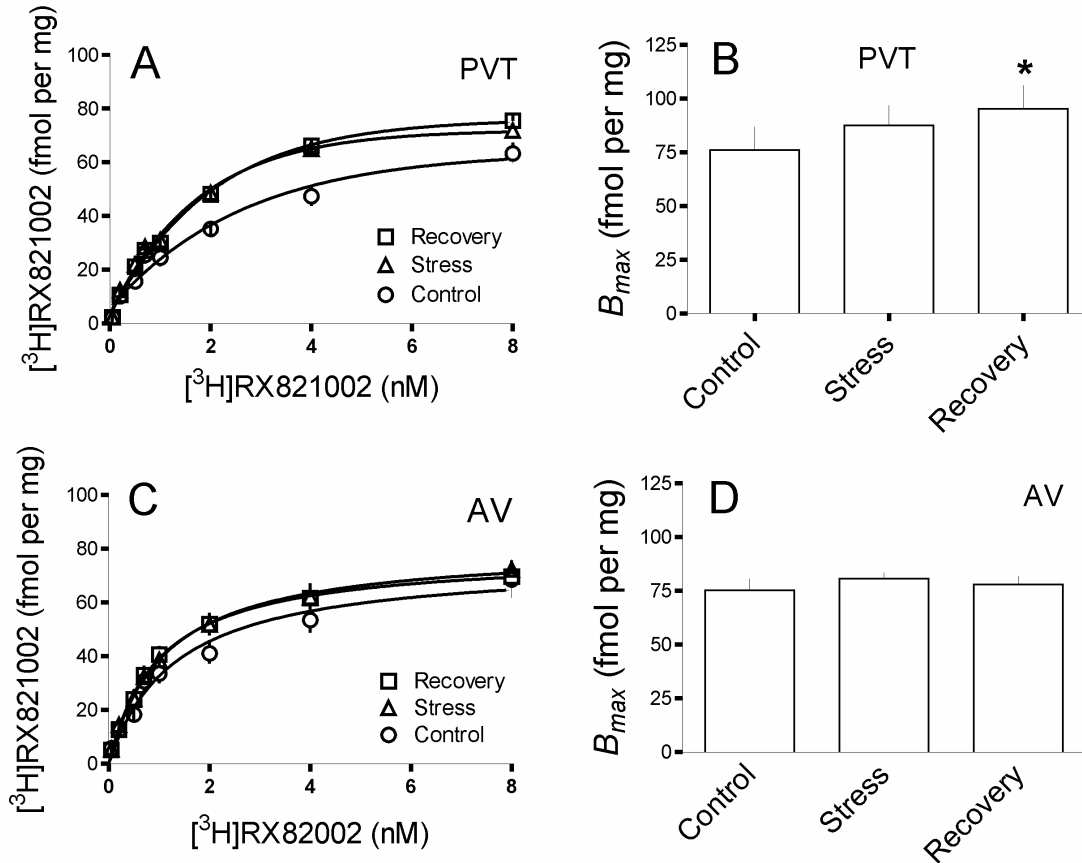 A
PVT
[³H]RX821002 (fmol per mg)
100
80
60
40
20
0
Recovery
Stress
Control
0
2
4
6
8
[³H]RX821002 (nM)
B
PVT
*
Bmax (fmol per mg)
125
100
75
50
25
0
Control
Stress
Recovery
C
AV
[³H]RX821002 (fmol per mg)
100
80
60
40
20
0
Recovery
Stress
Control
0
2
4
6
8
[³H]RX82002 (nM)
D
AV
Bmax (fmol per mg)
125
100
75
50
25
0
Control
Stress
Recovery